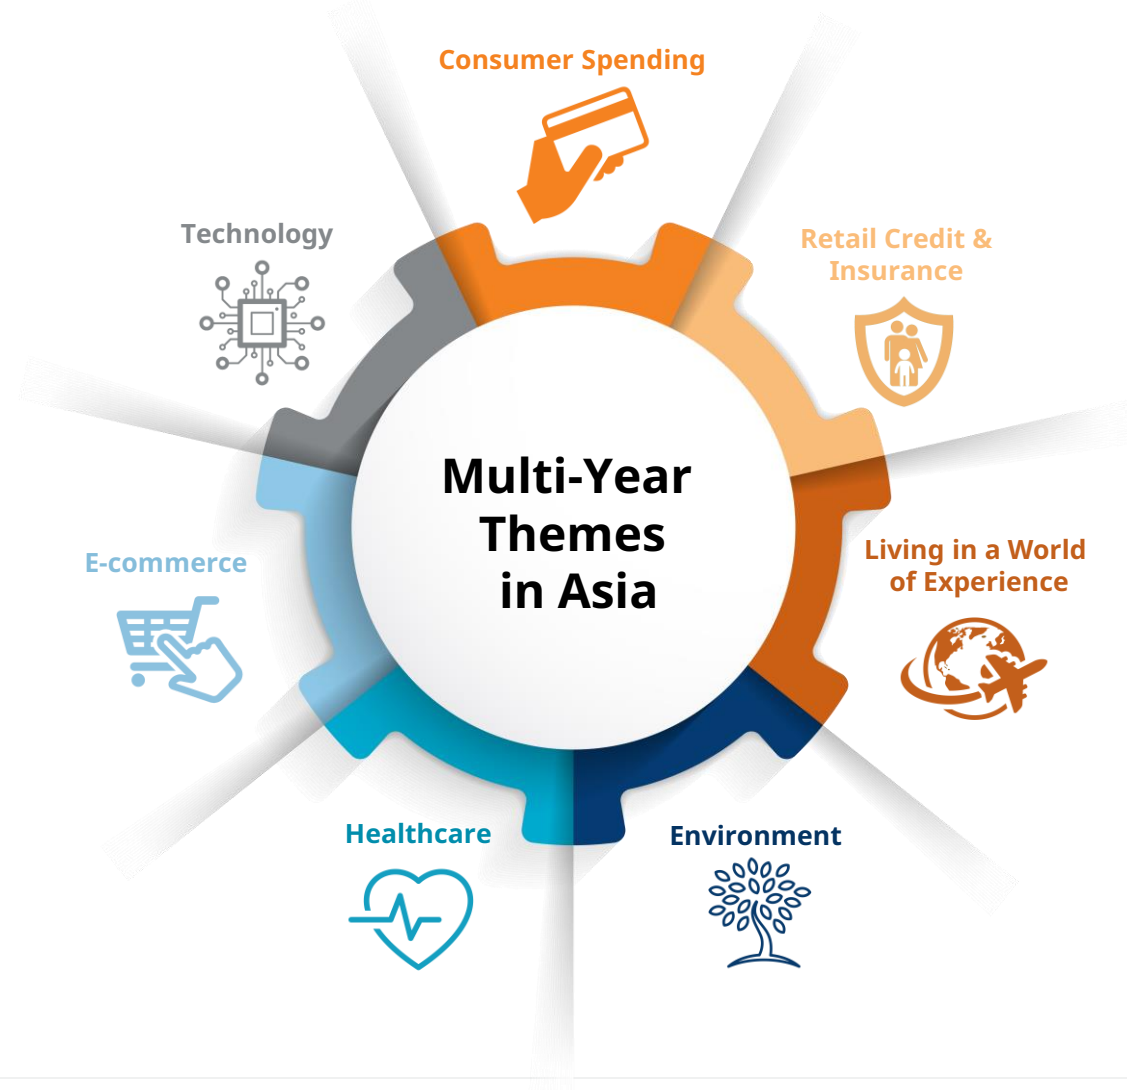 Consumer Spending
Technology
Retail Credit &
Insurance
Multi-Year
Themes
in Asia
E-commerce
Living in a World
of Experience
Healthcare
Environment